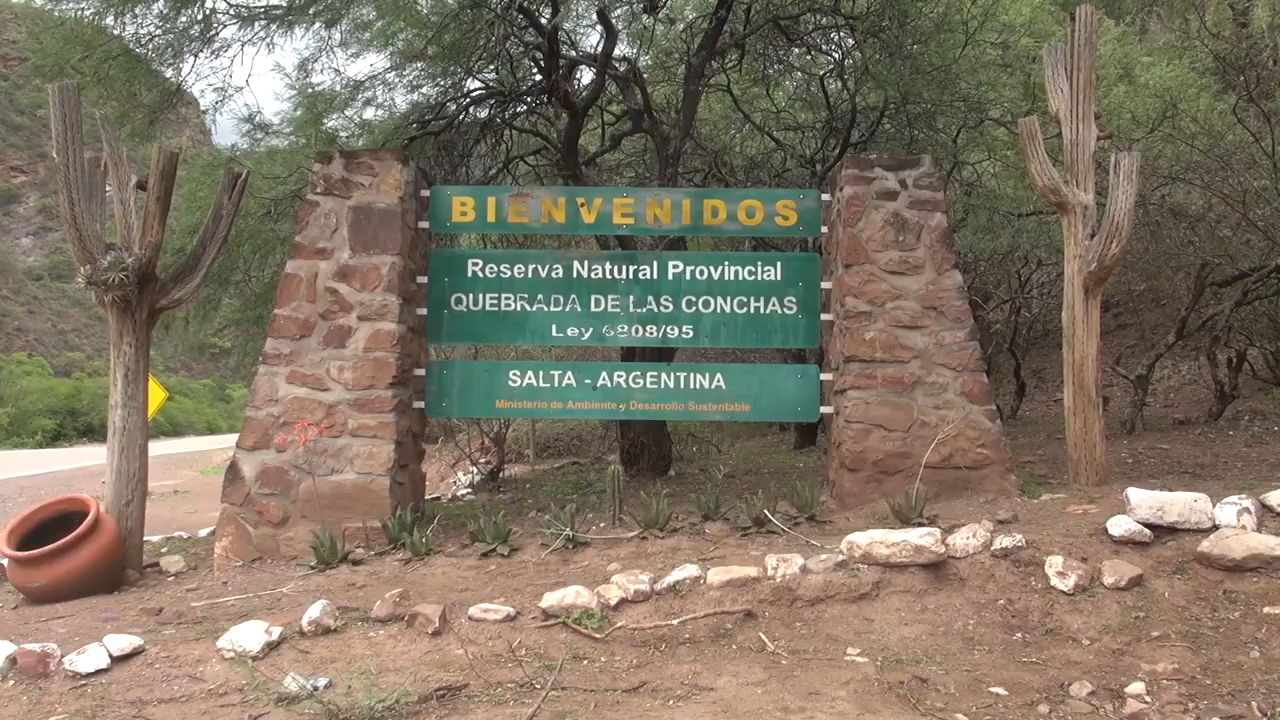 BIENVENIDOS
Reserva Natural Provincial
QUEBRADA DE LAS CONCHAS
Ley 6808/95
SALTA - ARGENTINA
Ministerio de Ambiente y Desarrollo Sustentable